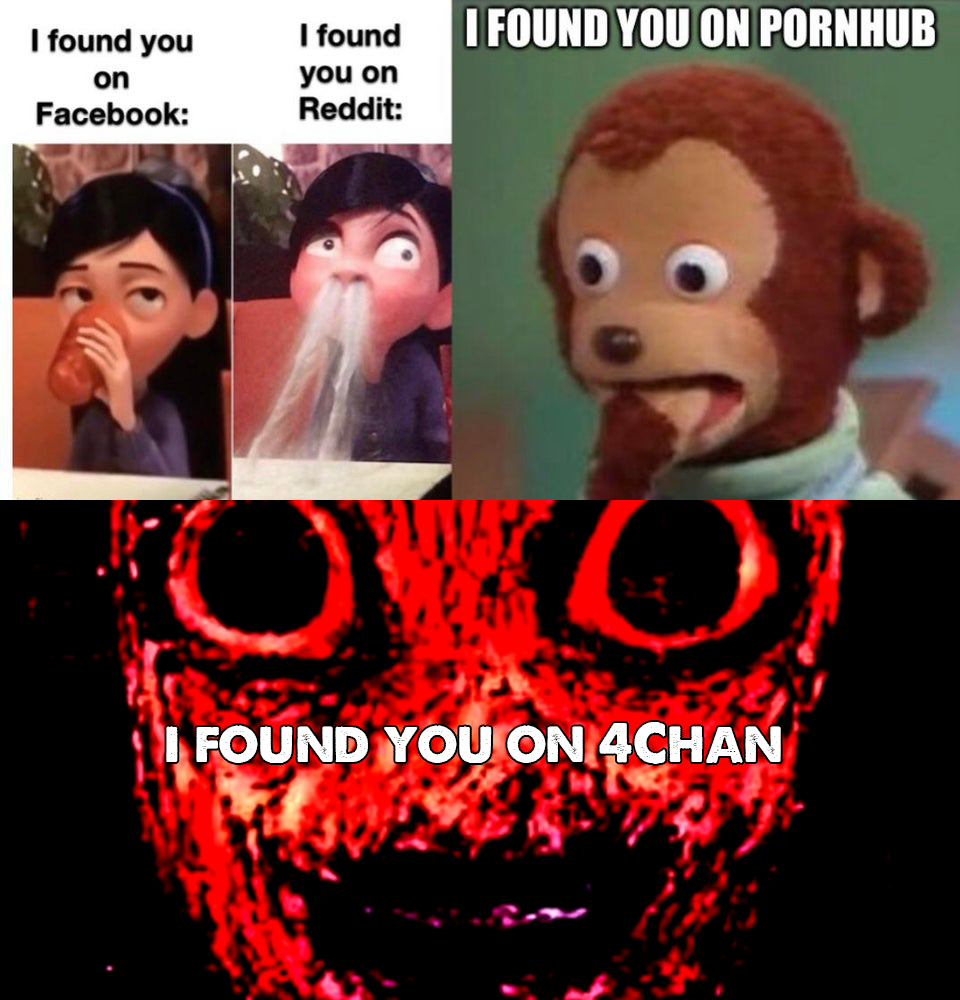 I found you
on
Facebook:
I found
you on
Reddit:
I FOUND YOU ON PORNHUB
I FOUND YOU ON 4CHAN